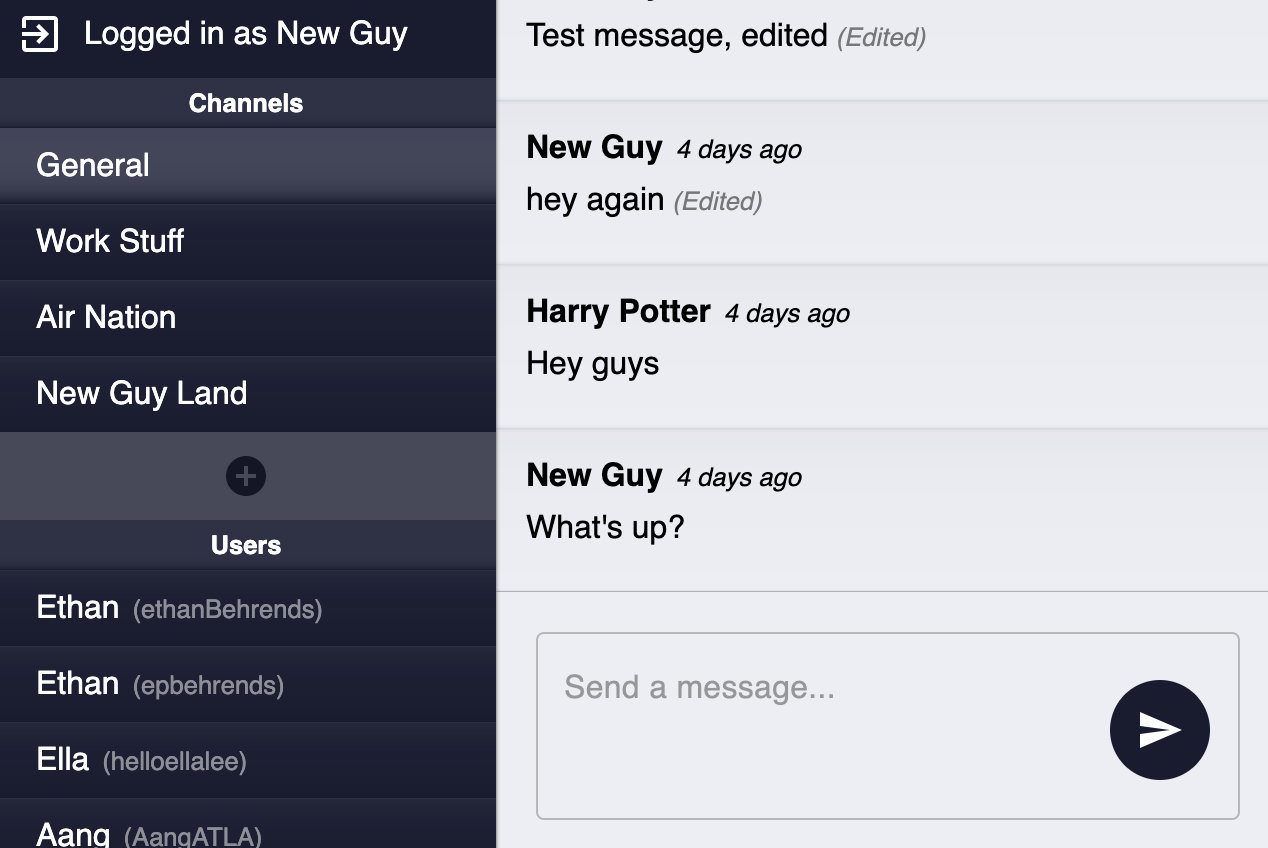 Logged in as New Guy
Channels
General
Work Stuff
Air Nation
New Guy Land
Users
Ethan (ethanBehrends)
Ethan (epbehrends)
Ella (helloellalee)
Aang (AangATLA)
Test message, edited (Edited)
New Guy 4 days ago
hey again (Edited)
Harry Potter 4 days ago
Hey guys
New Guy 4 days ago
What's up?
Send a message...